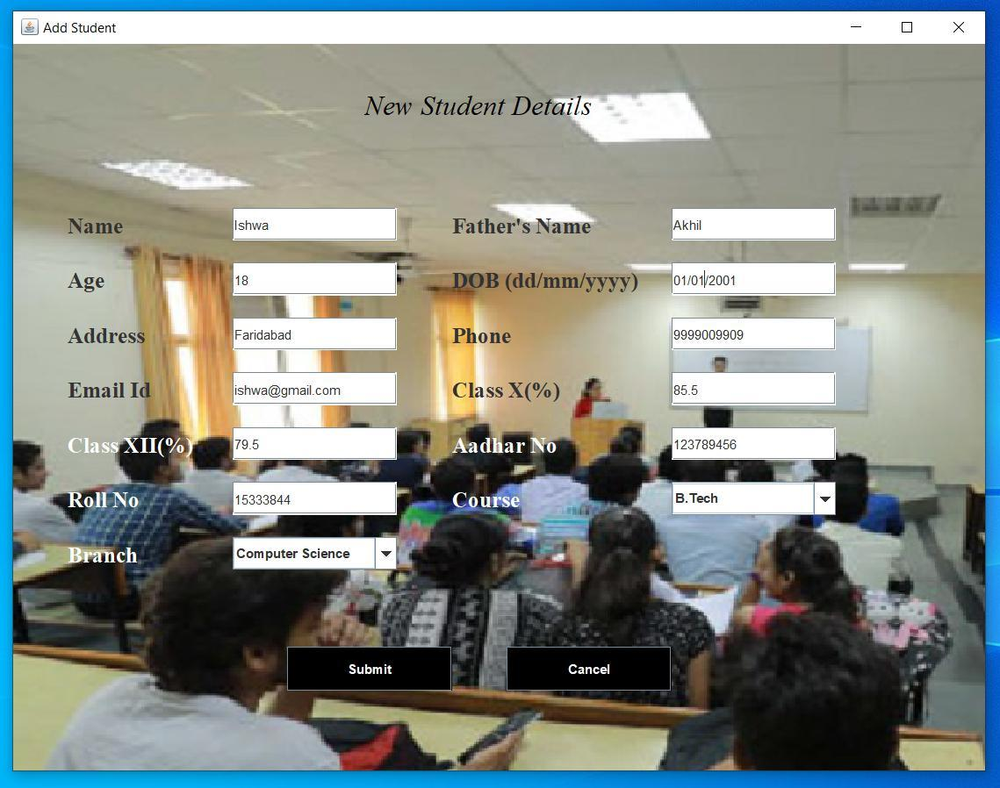 Add Student
New Student Details
Name Ishwa Father's Name Akhil
Age 18 DOB (dd/mm/yyyy) 01/01/2001
Address Faridabad Phone 9999009909
Email Id ishwa@gmail.com Class X(%) 85.5
Class XII(%) 79.5 Aadhar No 123789456
Roll No 15333844 Course B.Tech
Branch Computer Science
Submit Cancel